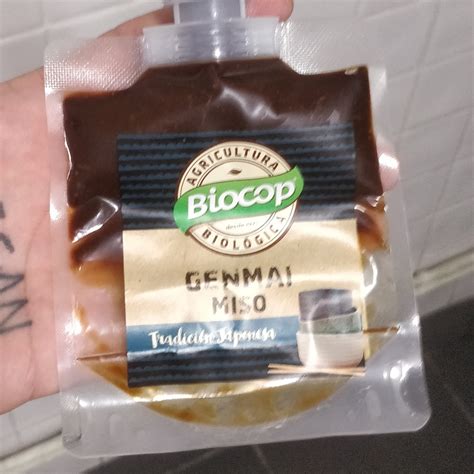 AGRICULTURA
Biocop
BIOLÓGICA
GENMAI
MISO
Tradición Japonesa